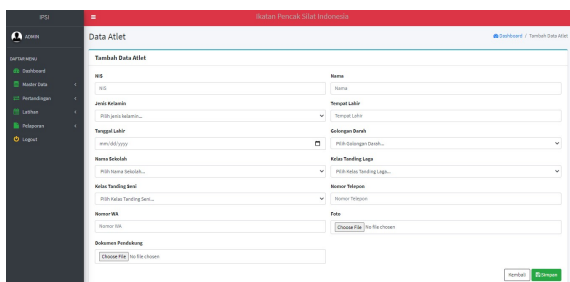 IPSI
Ikatan Pencak Silat Indonesia
ADMIN
DAFTAR MENU
Dashboard
Master Data
Pertandingan
Latihan
Pelaporan
Logout
Data Atlet
Dashboard / Tambah Data Atlet
Tambah Data Atlet
NIS
Nama
NIS
Nama
Jenis Kelamin
Tempat Lahir
Pilih jenis kelamin...
Tempat Lahir
Tanggal Lahir
Golongan Darah
mm/dd/yyyy
Pilih Golongan Darah...
Nama Sekolah
Kelas Tanding Laga
Pilih Nama Sekolah...
Pilih Kelas Tanding Laga...
Kelas Tanding Seni
Nomor Telepon
Pilih Kelas Tanding Seni...
Nomor Telepon
Nomor WA
Foto
Nomor WA
Choose File No file chosen
Dokumen Pendukung
Choose File No file chosen
Kembali
Simpan